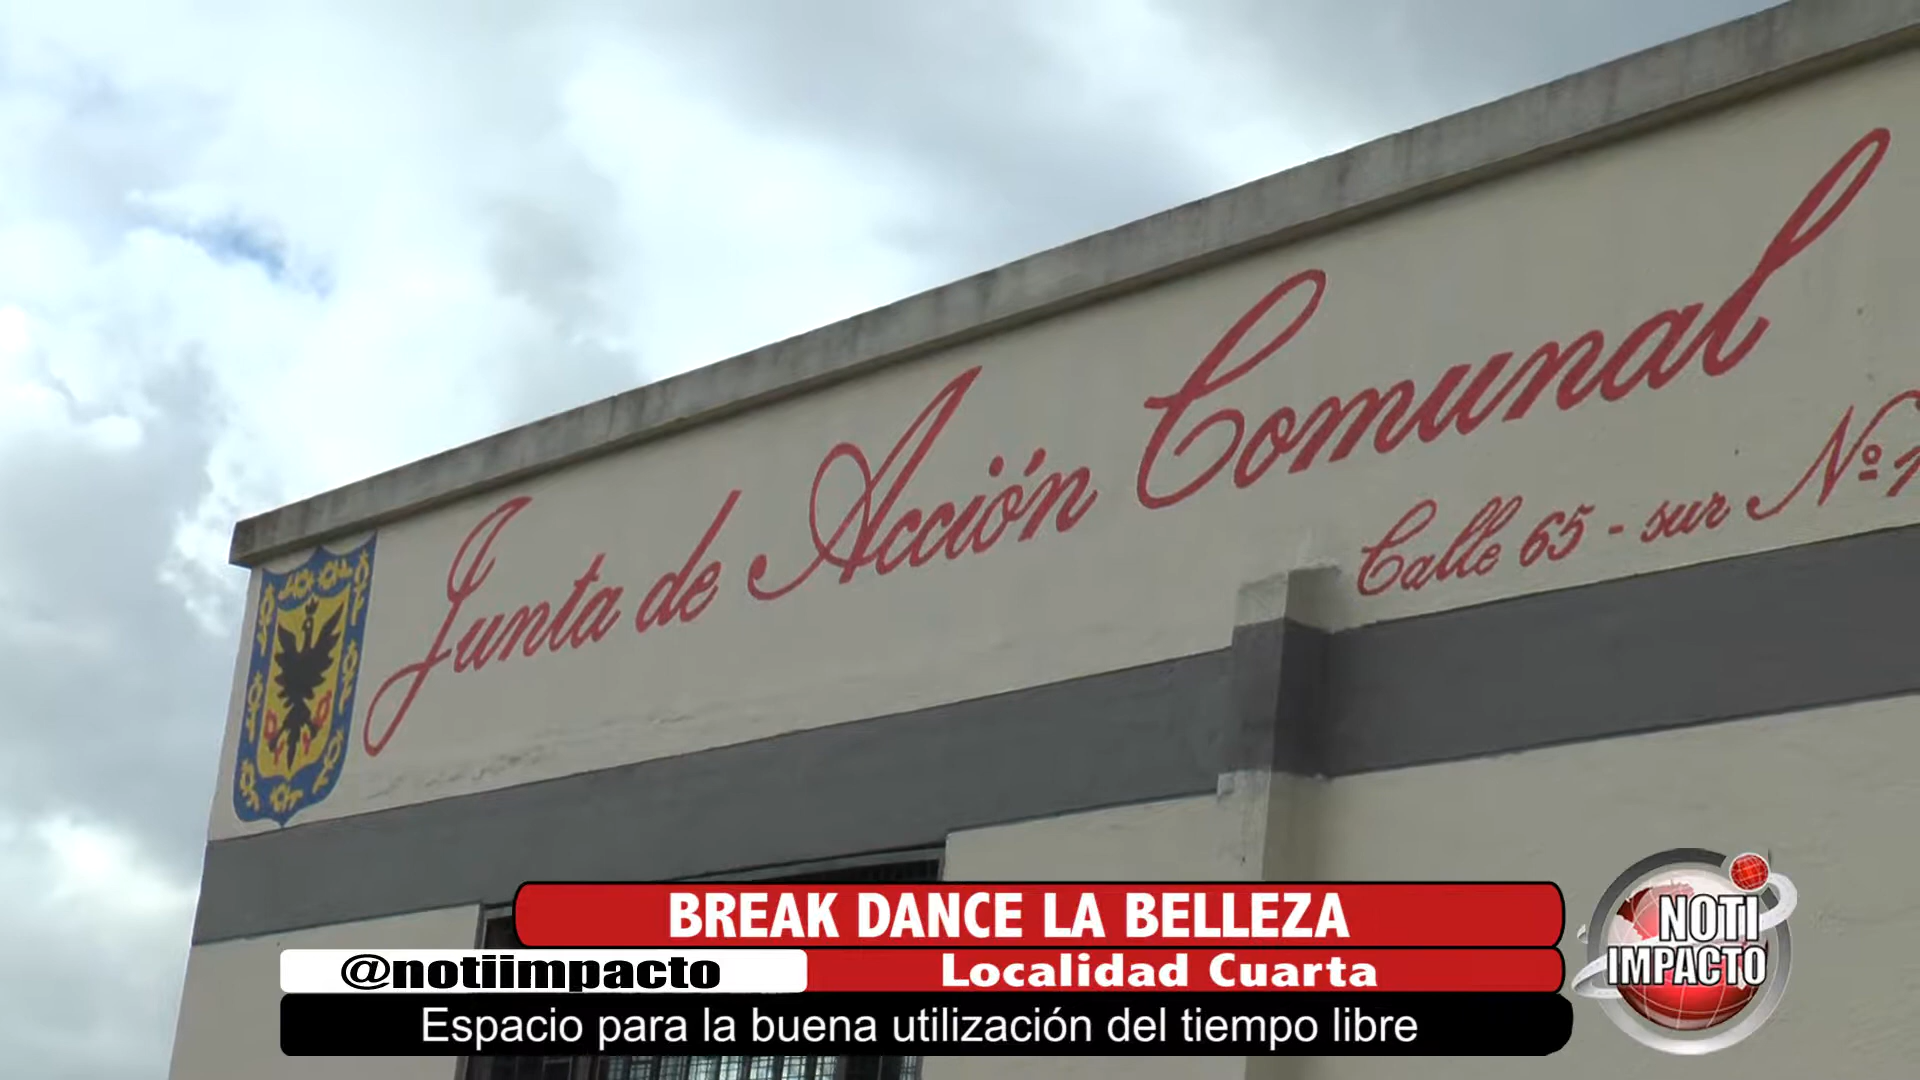 Junta de Acción Comunal
Calle 65 - sur Nº
BREAK DANCE LA BELLEZA
@notiimpacto
Localidad Cuarta
Espacio para la buena utilización del tiempo libre
NOTI
IMPACTO